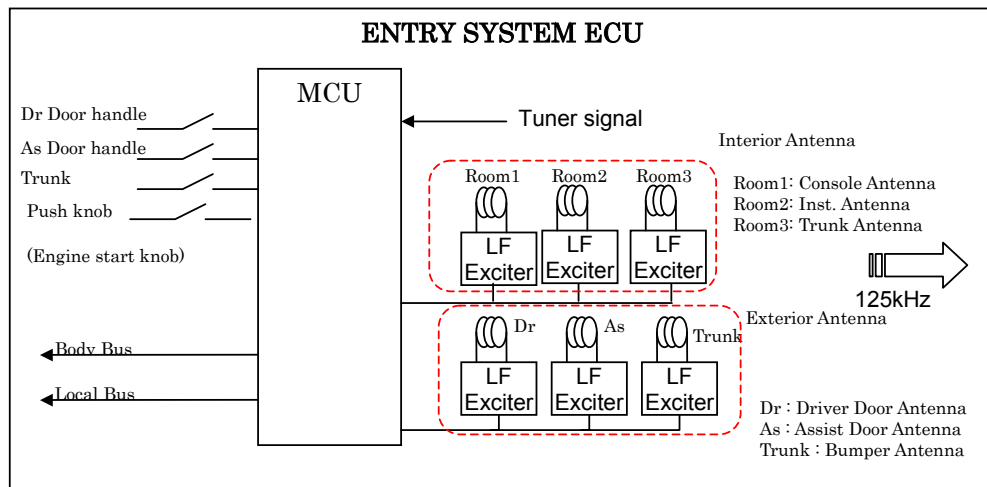 ENTRY SYSTEM ECU
MCU
Dr Door handle
As Door handle
Trunk
Push knob
(Engine start knob)
Body Bus
Local Bus
Tuner signal
Interior Antenna
Room1
Room2
Room3
LF
Exciter
LF
Exciter
LF
Exciter
Room1: Console Antenna
Room2: Inst. Antenna
Room3: Trunk Antenna
125kHz
Exterior Antenna
Dr
As
Trunk
LF
Exciter
LF
Exciter
LF
Exciter
Dr : Driver Door Antenna
As : Assist Door Antenna
Trunk : Bumper Antenna